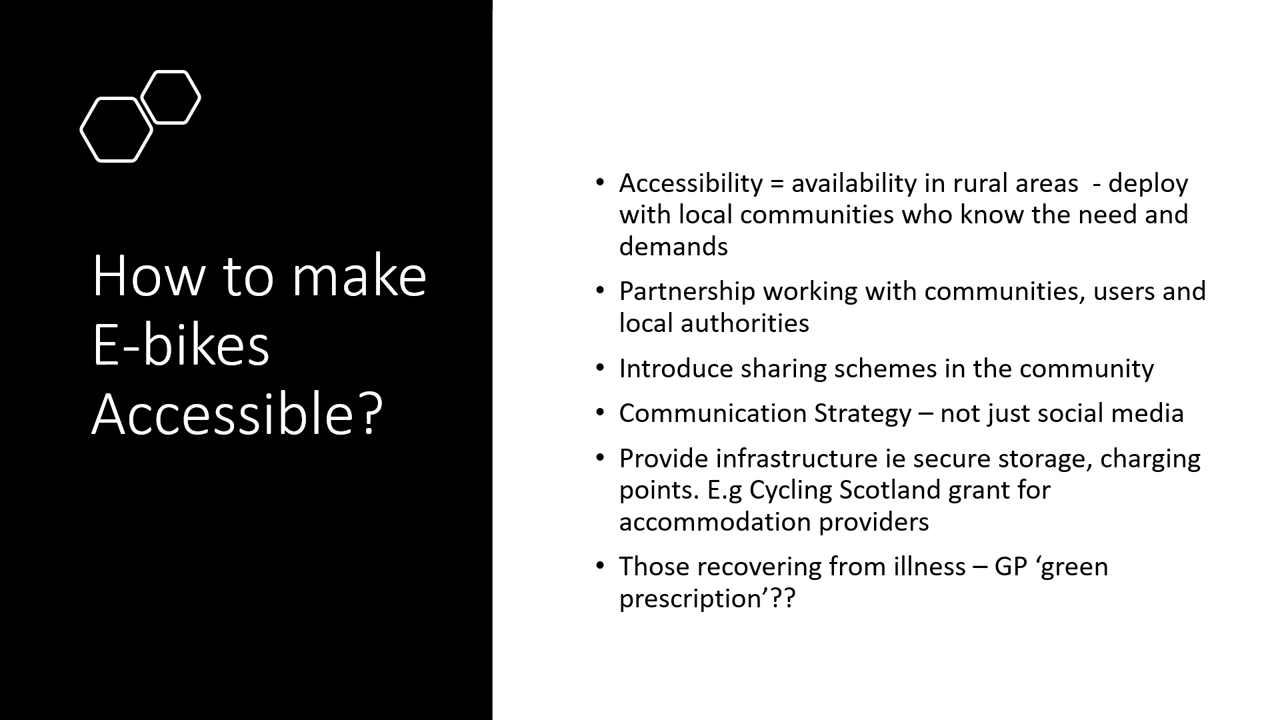 How to make
E-bikes
Accessible?
• Accessibility = availability in rural areas  - deploy
with local communities who know the need and
demands
• Partnership working with communities, users and
local authorities
• Introduce sharing schemes in the community
• Communication Strategy – not just social media
• Provide infrastructure ie secure storage, charging
points. E.g Cycling Scotland grant for
accommodation providers
• Those recovering from illness – GP ‘green
prescription’??